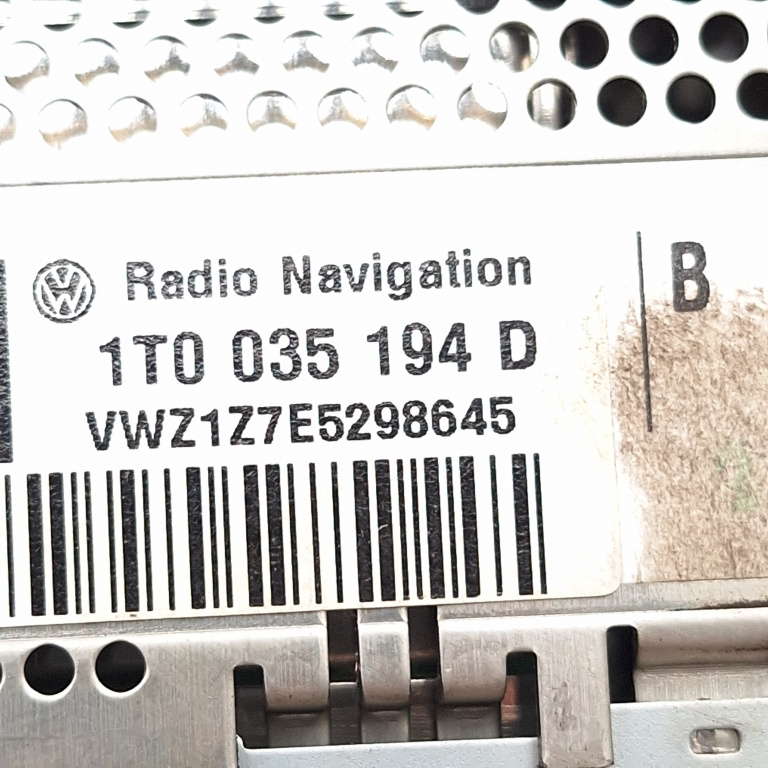 Radio Navigation
B
1T0 035 194 D
VWZ1Z7E5298645